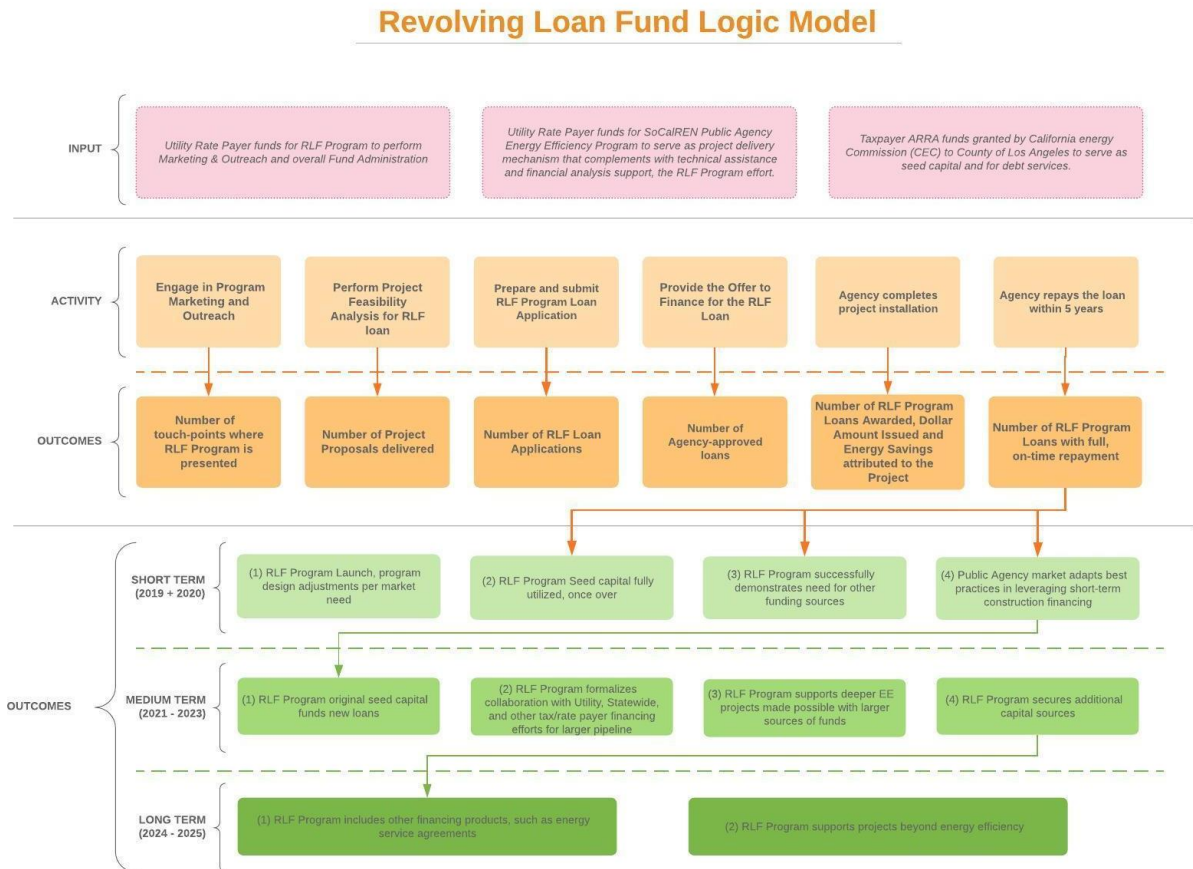 Revolving Loan Fund Logic Model
INPUT
Utility Rate Payer funds for RLF Program to perform
Marketing & Outreach and overall Fund Administration
Utility Rate Payer funds for SoCalREN Public Agency
Energy Efficiency Program to serve as project delivery
mechanism that complements with technical assistance
and financial analysis support, the RLF Program effort.
Taxpayer ARRA funds granted by California energy
Commission (CEC) to County of Los Angeles to serve as
seed capital and for debt services.
ACTIVITY
Engage in Program
Marketing and
Outreach
Perform Project
Feasibility
Analysis for RLF
loan
Prepare and submit
RLF Program Loan
Application
Provide the Offer to
Finance for the RLF
Loan
Agency completes
project installation
Agency repays the loan
within 5 years
OUTCOMES
Number of
touch-points where
RLF Program is
presented
Number of Project
Proposals delivered
Number of RLF Loan
Applications
Number of
Agency-approved
loans
Number of RLF Program
Loans Awarded, Dollar
Amount Issued and
Energy Savings
attributed to the
Project
Number of RLF Program
Loans with full,
on-time repayment
OUTCOMES
SHORT TERM
(2019 + 2020)
(1) RLF Program Launch, program
design adjustments per market
need
(2) RLF Program Seed capital fully
utilized, once over
(3) RLF Program successfully
demonstrates need for other
funding sources
(4) Public Agency market adapts best
practices in leveraging short-term
construction financing
MEDIUM TERM
(2021 - 2023)
(1) RLF Program original seed capital
funds new loans
(2) RLF Program formalizes
collaboration with Utility, Statewide,
and other tax/rate payer financing
efforts for larger pipeline
(3) RLF Program supports deeper EE
projects made possible with larger
sources of funds
(4) RLF Program secures additional
capital sources
LONG TERM
(2024 - 2025)
(1) RLF Program includes other financing products, such as energy
service agreements
(2) RLF Program supports projects beyond energy efficiency